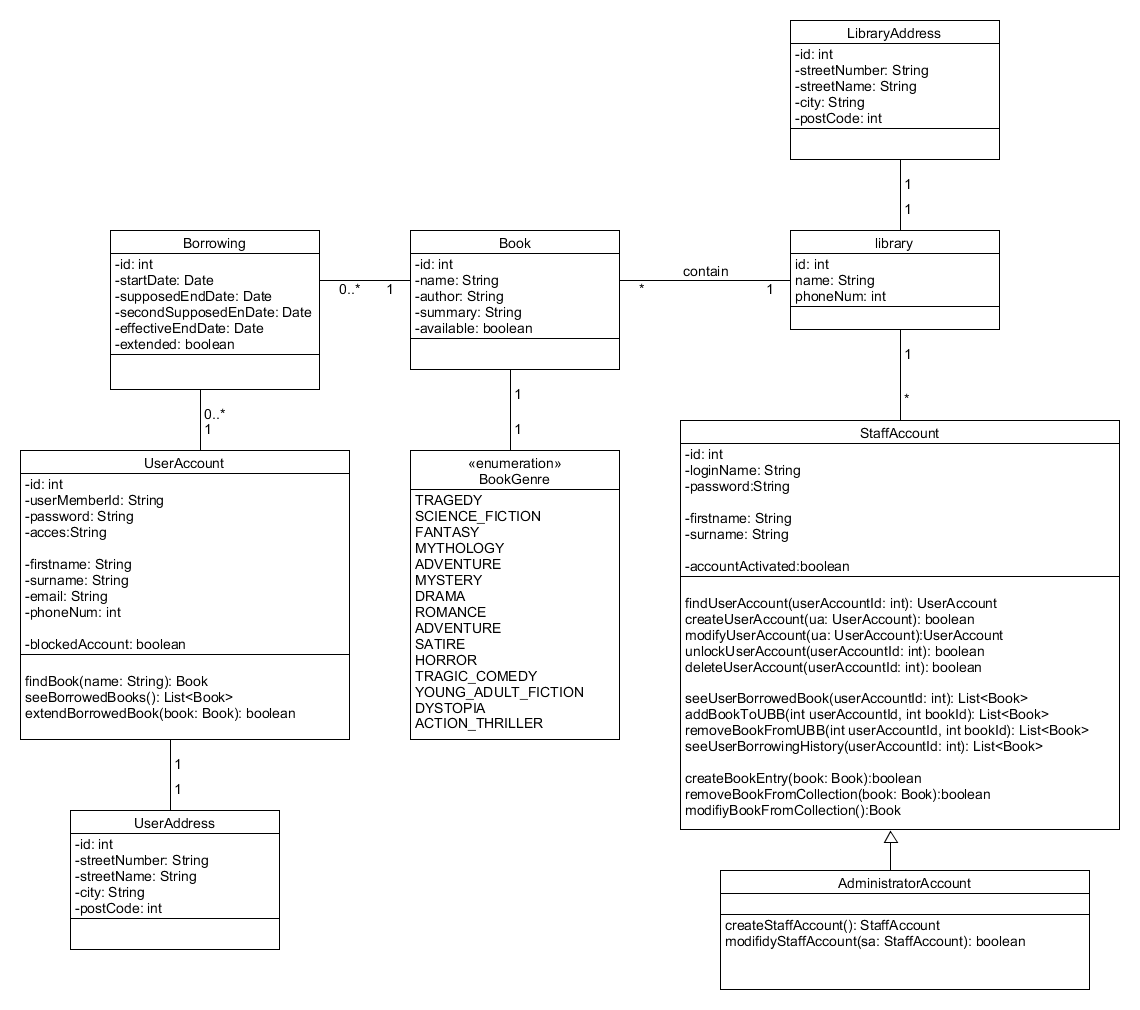 LibraryAddress
-id: int
-streetNumber: String
-streetName: String
-city: String
-postCode: int
1
1
Borrowing
-id: int
-startDate: Date
-supposedEndDate: Date
-secondSupposedEnDate: Date
-effectiveEndDate: Date
-extended: boolean
0..*
1
Book
-id: int
-name: String
-author: String
-summary: String
-available: boolean
contain
*
1
library
id: int
name: String
phoneNum: int
0..*
1
1
1
1
*
UserAccount
-id: int
-userMemberId: String
-password: String
-acces:String
-firstname: String
-surname: String
-email: String
-phoneNum: int
-blockedAccount: boolean
findBook(name: String): Book
seeBorrowedBooks(): List<Book>
extendBorrowedBook(book: Book): boolean
«enumeration»
BookGenre
TRAGEDY
SCIENCE_FICTION
FANTASY
MYTHOLOGY
ADVENTURE
MYSTERY
DRAMA
ROMANCE
ADVENTURE
SATIRE
HORROR
TRAGIC_COMEDY
YOUNG_ADULT_FICTION
DYSTOPIA
ACTION_THRILLER
StaffAccount
-id: int
-loginName: String
-password:String
-firstname: String
-surname: String
-accountActivated:boolean
findUserAccount(userAccountId: int): UserAccount
createUserAccount(ua: UserAccount): boolean
modifyUserAccount(ua: UserAccount):UserAccount
unlockUserAccount(userAccountId: int): boolean
deleteUserAccount(userAccountId: int): boolean
seeUserBorrowedBook(userAccountId: int): List<Book>
addBookToUBB(int userAccountId, int bookId): List<Book>
removeBookFromUBB(int userAccountId, int bookId): List<Book>
seeUserBorrowingHistory(userAccountId: int): List<Book>
createBookEntry(book: Book):boolean
removeBookFromCollection(book: Book):boolean
modifiyBookFromCollection():Book
1
1
UserAddress
-id: int
-streetNumber: String
-streetName: String
-city: String
-postCode: int
AdministratorAccount
createStaffAccount(): StaffAccount
modifidyStaffAccount(sa: StaffAccount): boolean